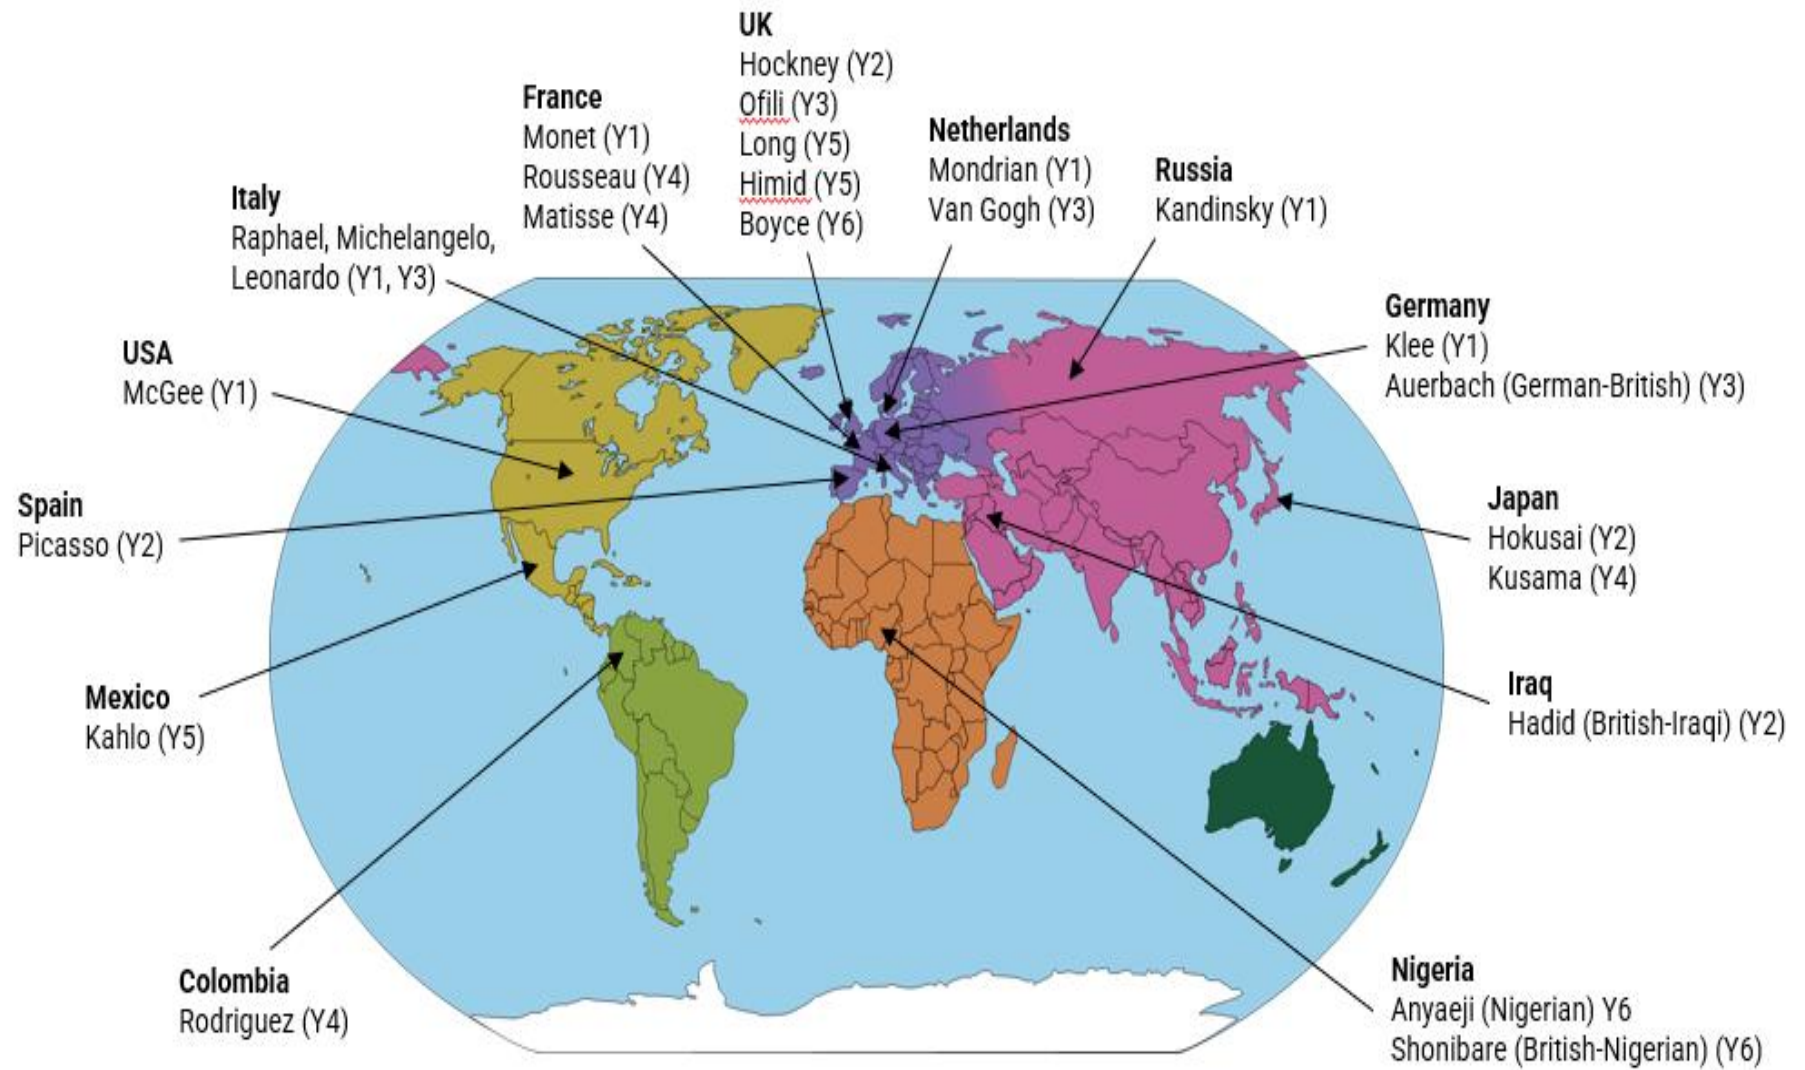 UK
Hockney (Y2)
Ofili (Y3)
Long (Y5)
Himid (Y5)
Boyce (Y6)
France
Monet (Y1)
Rousseau (Y4)
Matisse (Y4)
Netherlands
Mondrian (Y1)
Van Gogh (Y3)
Russia
Kandinsky (Y1)
Italy
Raphael, Michelangelo,
Leonardo (Y1, Y3)
Germany
Klee (Y1)
Auerbach (German-British) (Y3)
USA
McGee (Y1)
Spain
Picasso (Y2)
Japan
Hokusai (Y2)
Kusama (Y4)
Mexico
Kahlo (Y5)
Iraq
Hadid (British-Iraqi) (Y2)
Colombia
Rodriguez (Y4)
Nigeria
Anyaeji (Nigerian) Y6
Shonibare (British-Nigerian) (Y6)